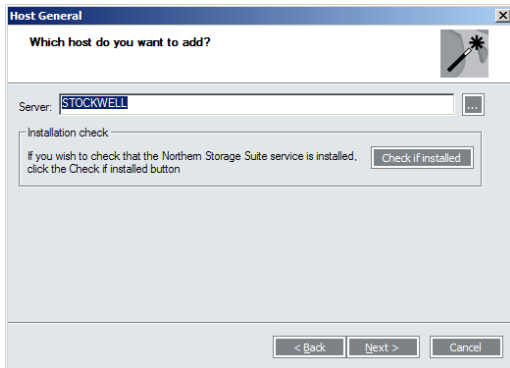 Host General
Which host do you want to add?
Server: STOCKWELL ...
Installation check
If you wish to check that the Northern Storage Suite service is installed,
click the Check if installed button
Check if installed
< Back Next > Cancel